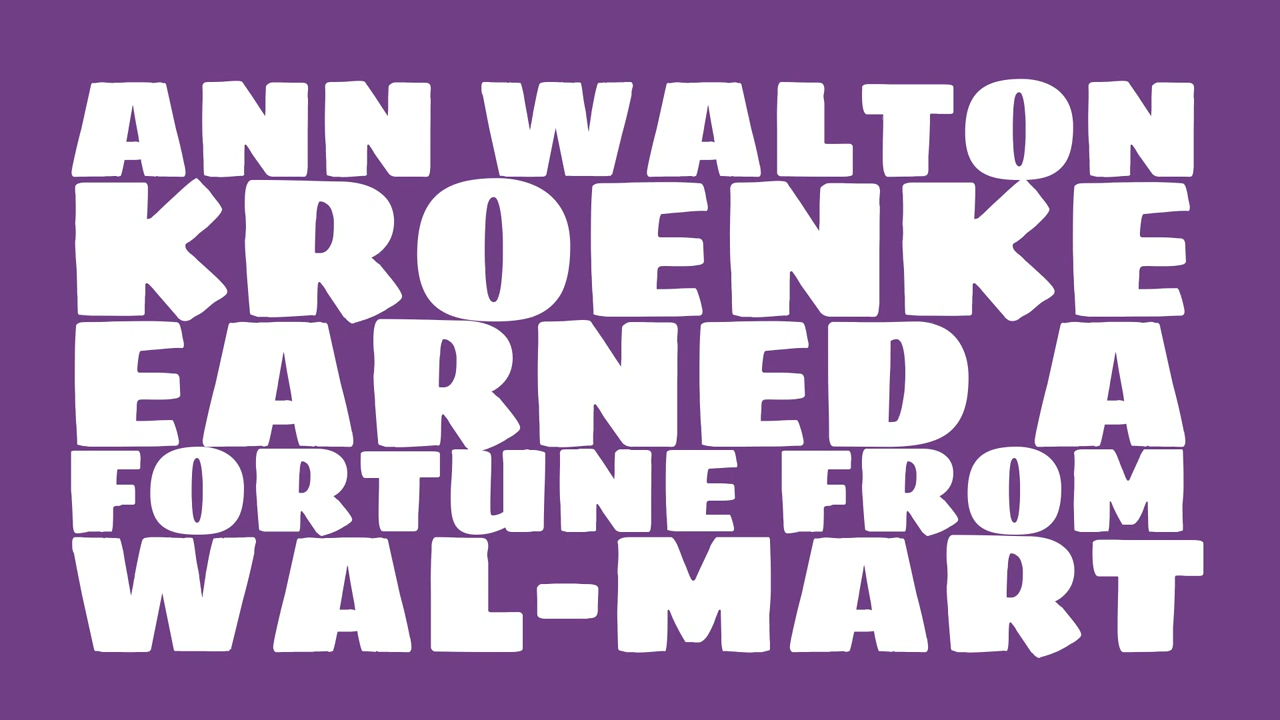 ANN WALTON
KROENKE
EARNED A
FORTUNE FROM
WAL-MART